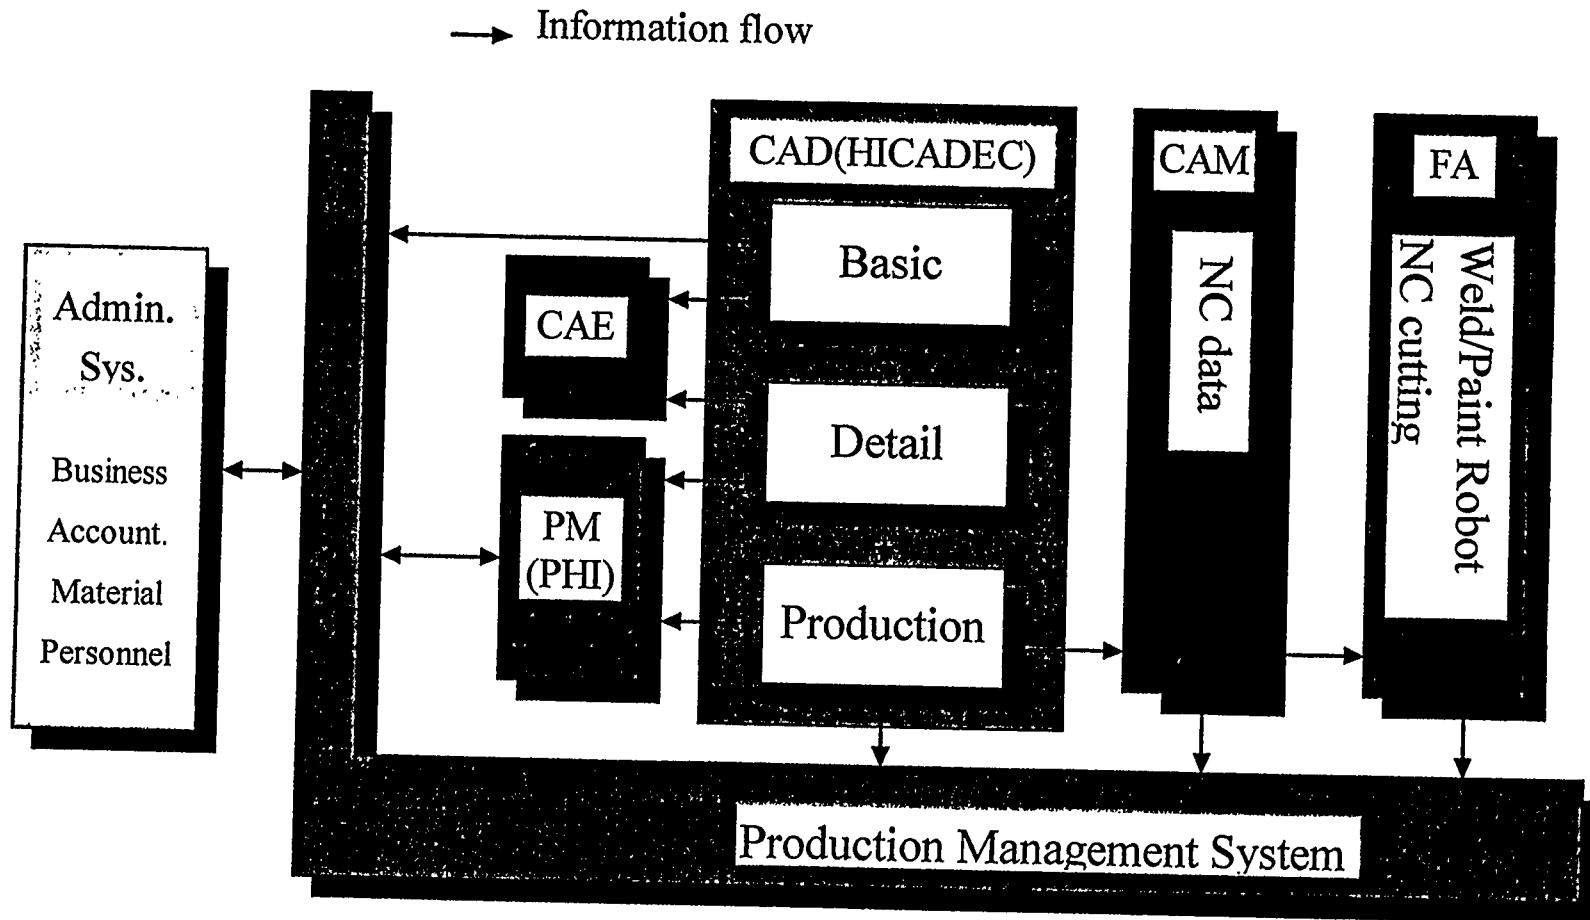 Information flow
Admin.
Sys.
Business
Account.
Material
Personnel
CAE
PM
(PHI)
CAD(HICADEC)
Basic
Detail
Production
CAM
NC data
FA
Weld/Paint Robot
NC cutting
Production Management System